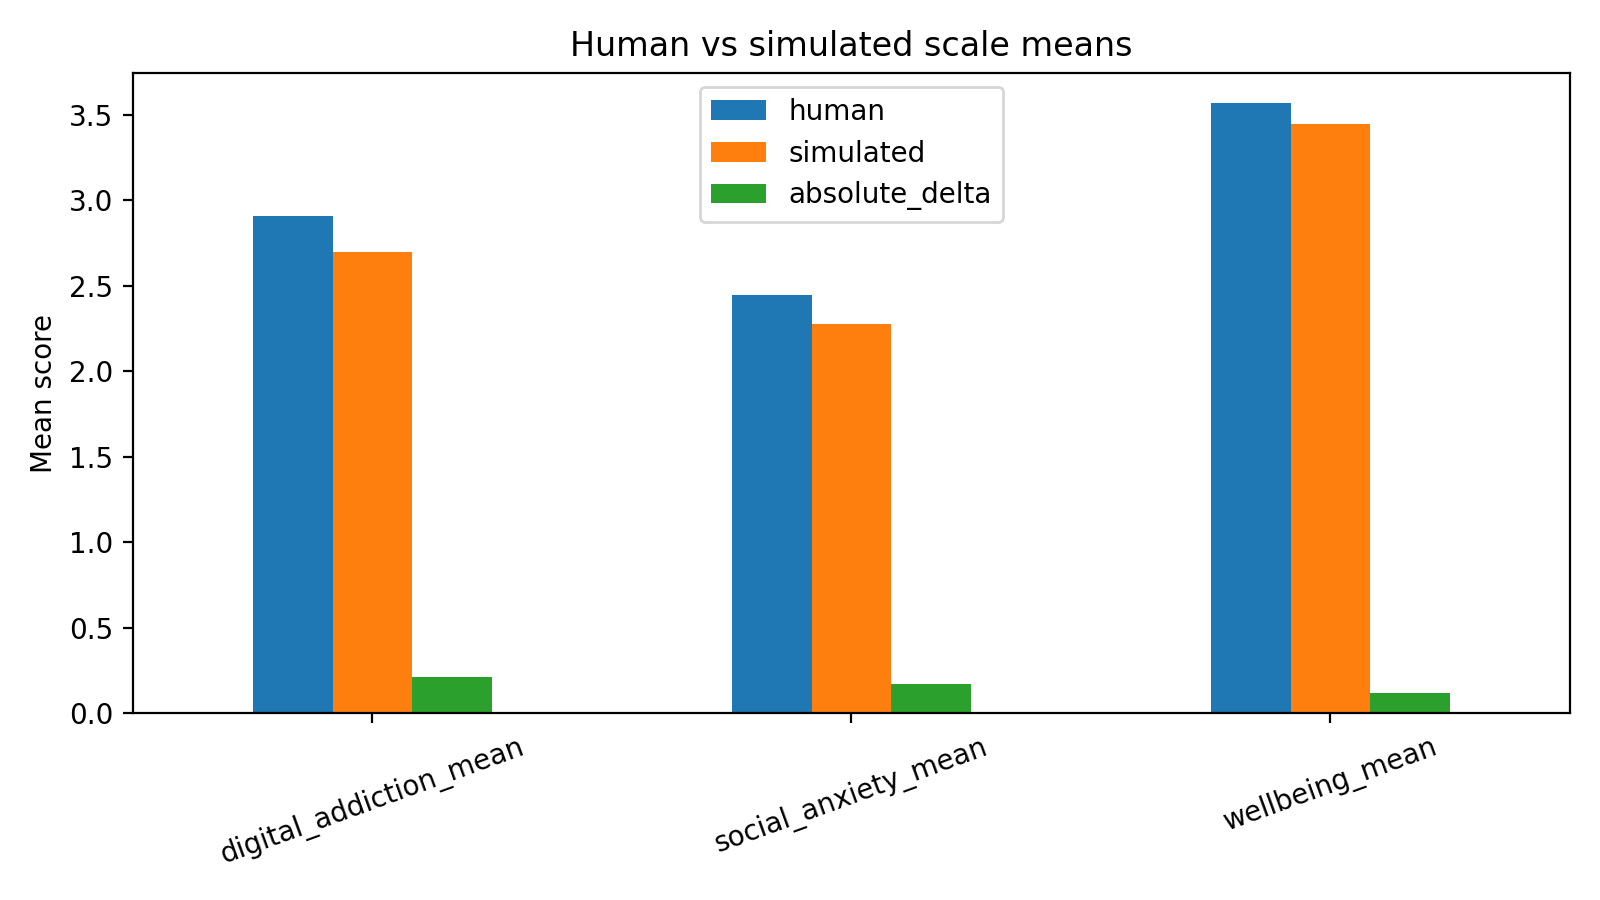 Human vs simulated scale means
human
simulated
absolute_delta
Mean score
3.5
3.0
2.5
2.0
1.5
1.0
0.5
0.0
digital_addiction_mean
social_anxiety_mean
wellbeing_mean